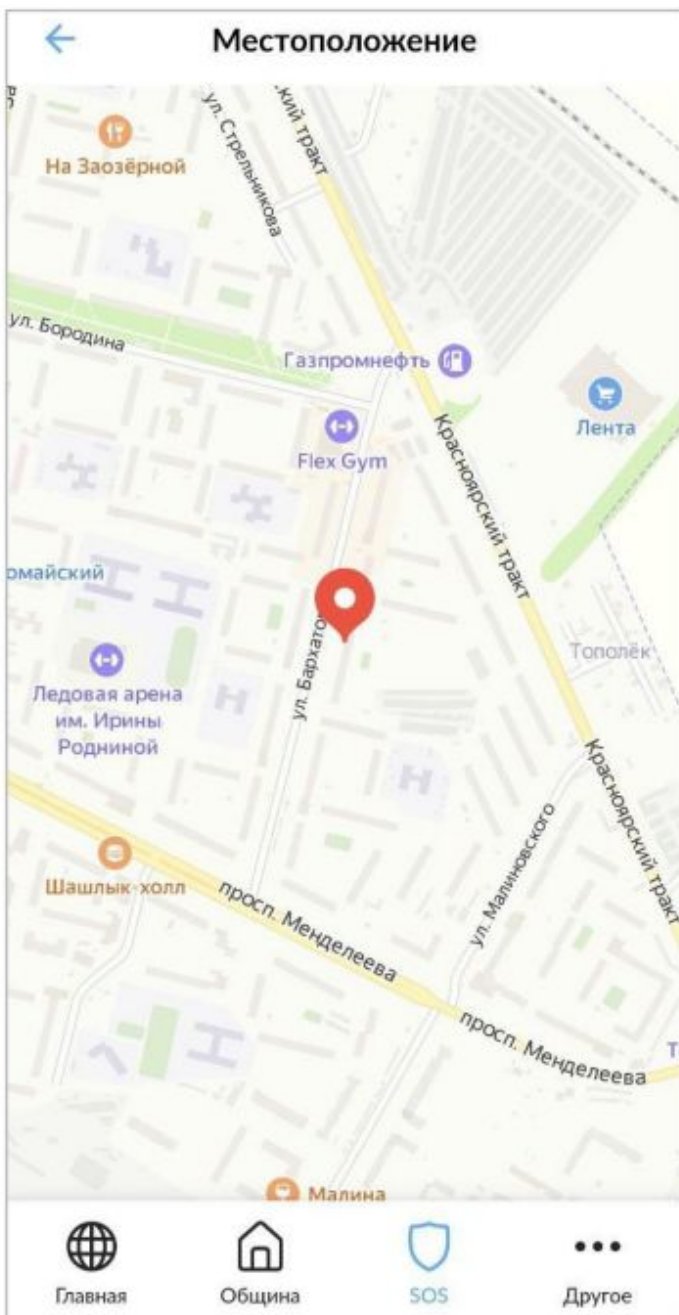 Местоположение
ул. Стрельникова
кий тракт
На Заозёрной
ул. Бородина
Газпромнефть
Лента
Flex Gym
Красноярский тракт
омайский
ул. Бархато
Тополёк
Ледовая арена
им. Ирины
Родниной
Красноярский тракт
ул. Малиновского
Шашлык-холл
просп. Менделеева
просп. Менделеева
Т
Малина
Главная
Община
SOS
Другое